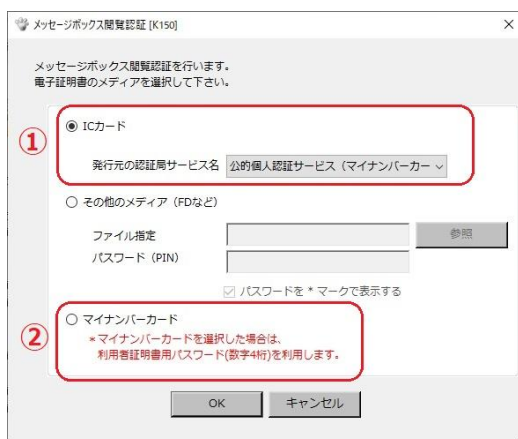 メッセージボックス閲覧認証 [K150]
メッセージボックス閲覧認証を行います。
電子証明書のメディアを選択して下さい。
①
ICカード
発行元の認証局サービス名 公的個人認証サービス（マイナンバーカー
その他のメディア（FDなど）
ファイル指定 参照
パスワード（PIN）
パスワードを * マークで表示する
②
マイナンバーカード
* マイナンバーカードを選択した場合は、
利用者証明書用パスワード(数字4桁)を利用します。
OK キャンセル